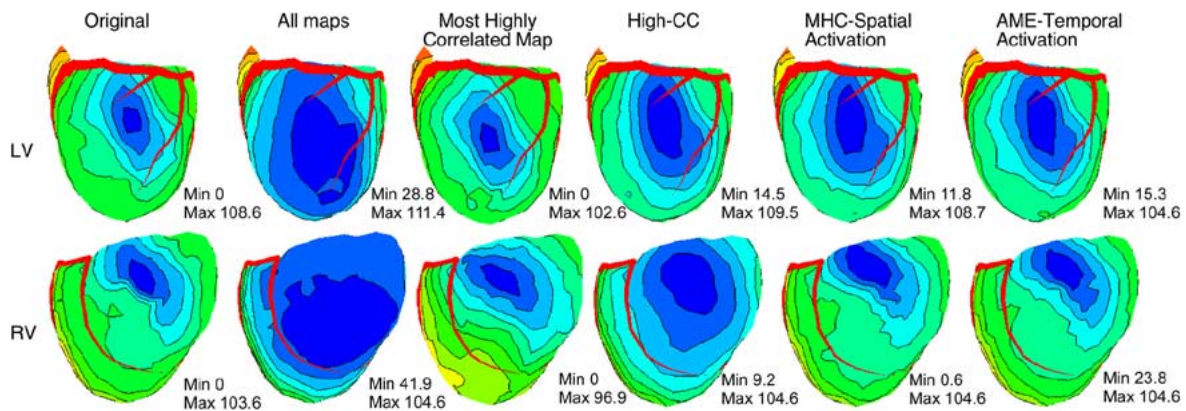 Original
All maps
Most Highly
Correlated Map
High-CC
MHC-Spatial
Activation
AME-Temporal
Activation
LV
Min 0
Max 108.6
Min 28.8
Max 111.4
Min 0
Max 102.6
Min 14.5
Max 109.5
Min 11.8
Max 108.7
Min 15.3
Max 104.6
RV
Min 0
Max 103.6
Min 41.9
Max 104.6
Min 0
Max 96.9
Min 9.2
Max 104.6
Min 0.6
Max 104.6
Min 23.8
Max 104.6